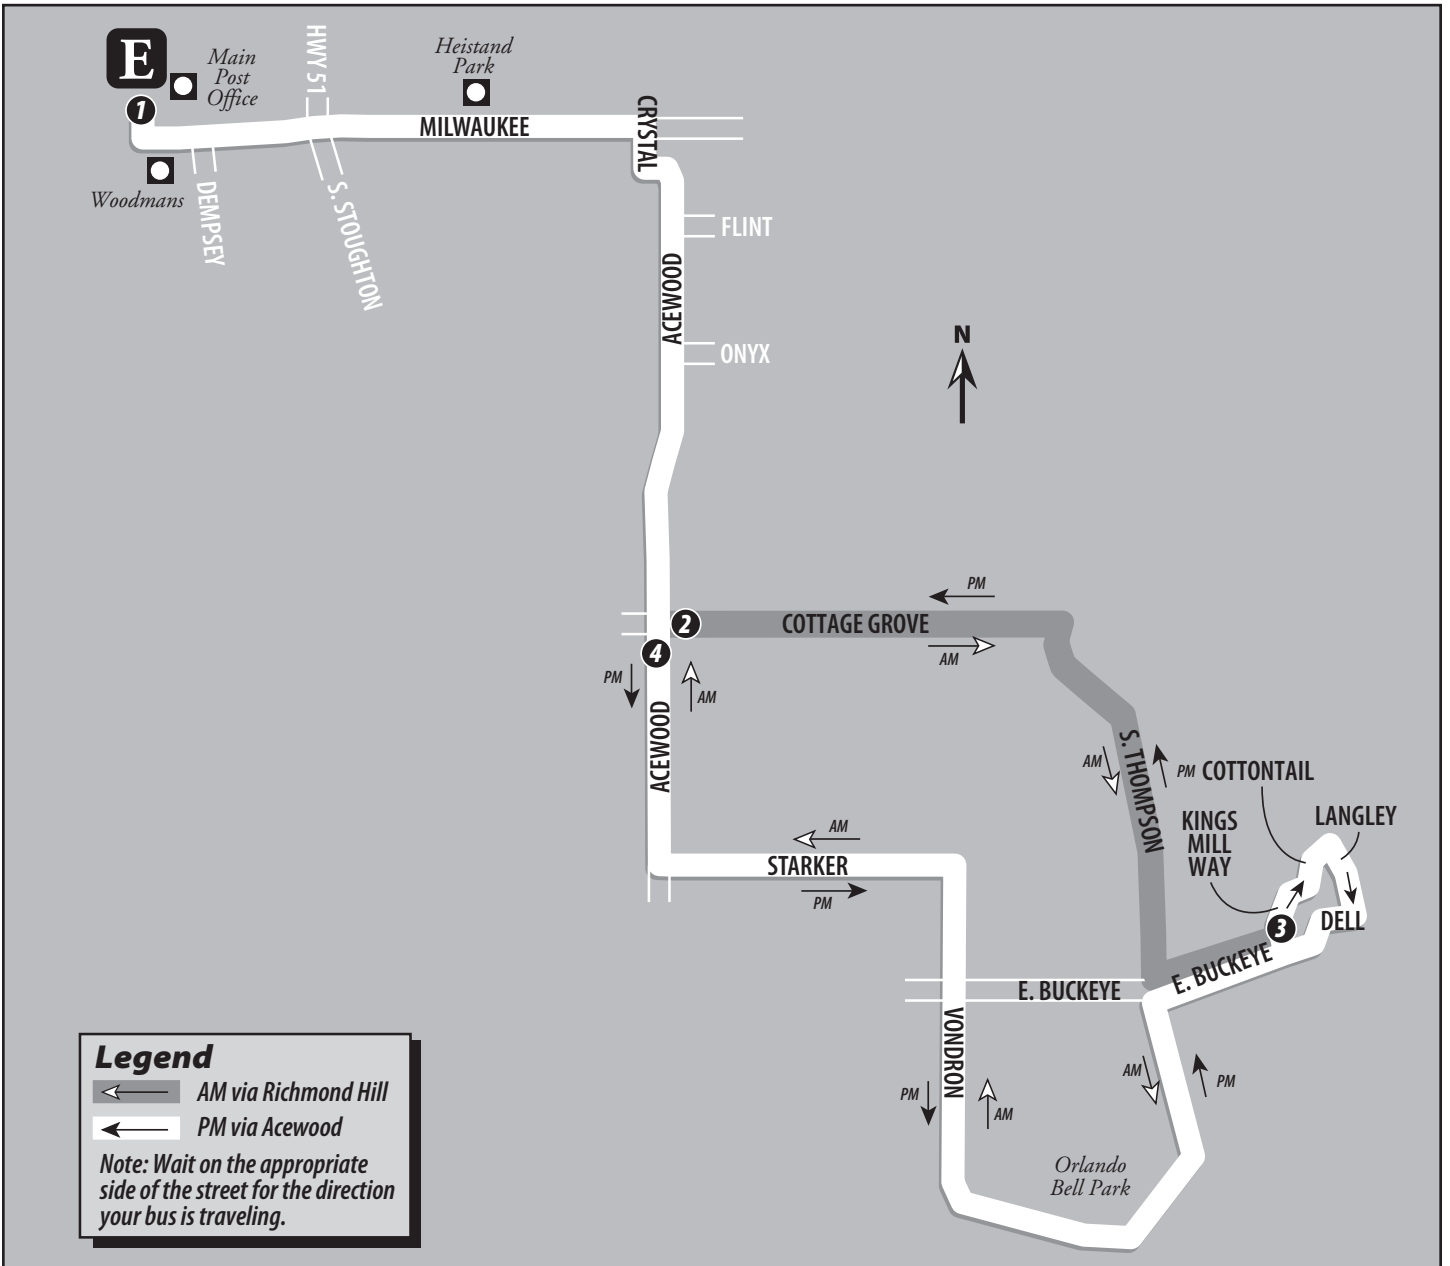 E
Main
Post
Office
HWY 51
Heistand
Park
1
MILWAUKEE
CRYSTAL
Woodmans
DEMPSEY
S. STOUGHTON
FLINT
ACEWOOD
ONYX
N
PM
2
COTTAGE GROVE
4
AM
PM
AM
ACEWOOD
S. THOMPSON
AM
PM
COTTONTAIL
KINGS
MILL
WAY
LANGLEY
AM
STARKER
PM
3
DELL
E. BUCKEYE
E. BUCKEYE
VONDRON
PM
AM
AM
PM
Orlando
Bell Park
Legend
AM via Richmond Hill
PM via Acewood
Note: Wait on the appropriate
side of the street for the direction
your bus is traveling.